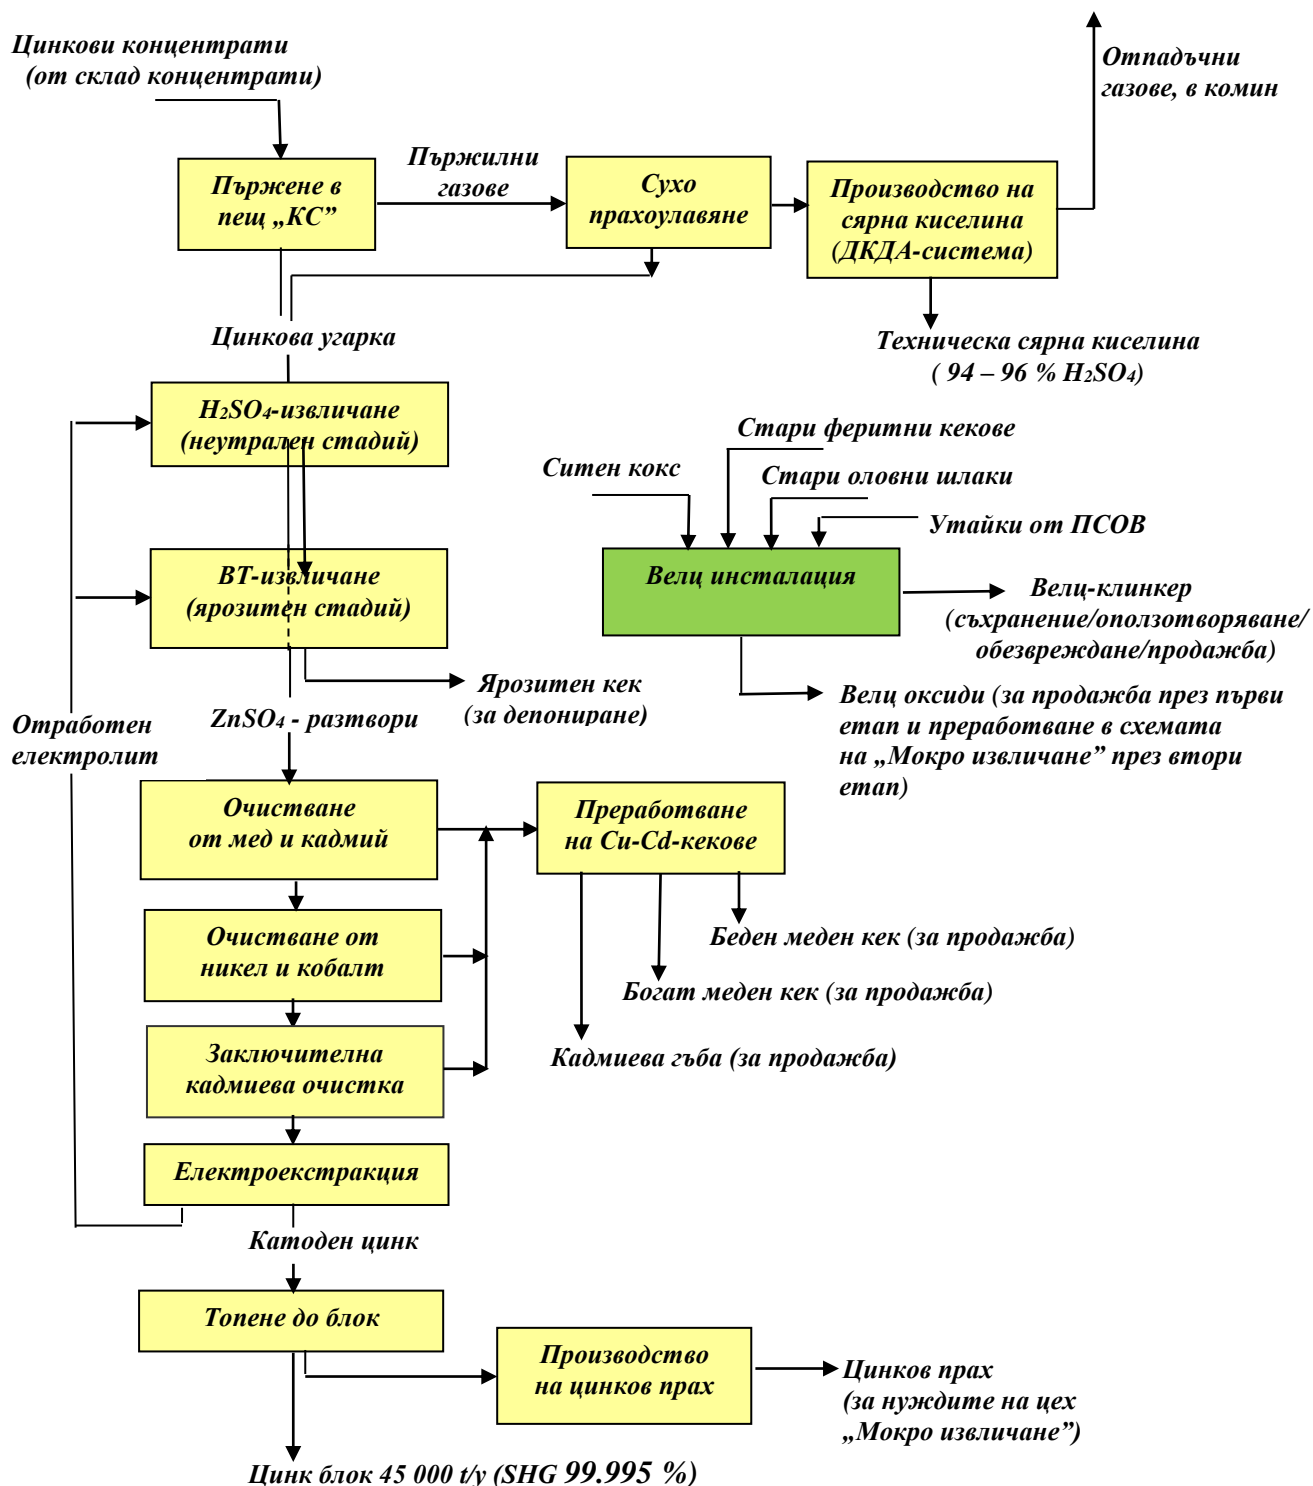 Цинкови концентрати
(от склад концентрати)
Отпадъчни
газове, в комин
Пържене в
пещ „КС”
Пържилни
газове
Сухо
прахоулавяне
Производство на
сярна киселина
(ДКДА-система)
Цинкова угарка
Техническа сярна киселина
( 94 – 96 % H2SO4)
H2SO4-извличане
(неутрален стадий)
Стари феритни кекове
Ситен кокс
Стари оловни шлаки
Утайки от ПСОВ
ВТ-извличане
(ярозитен стадий)
Велц инсталация
Велц-клинкер
(съхранение/оползотворяване/
обезвреждане/продажба)
Ярозитен кек
(за депониране)
Велц оксиди (за продажба през първи
етап и преработване в схемата
на „Мокро извличане” през втори
етап)
Отработен
електролит
ZnSO4 - разтвори
Очистване
от мед и кадмий
Преработване
на Cu-Cd-кекове
Очистване от
никел и кобалт
Беден меден кек (за продажба)
Богат меден кек (за продажба)
Заключителна
кадмиева очистка
Кадмиева гъба (за продажба)
Електроекстракция
Катоден цинк
Топене до блок
Производство
на цинков прах
Цинков прах
(за нуждите на цех
„Мокро извличане”)
Цинк блок 45 000 t/y (SHG 99.995 %)